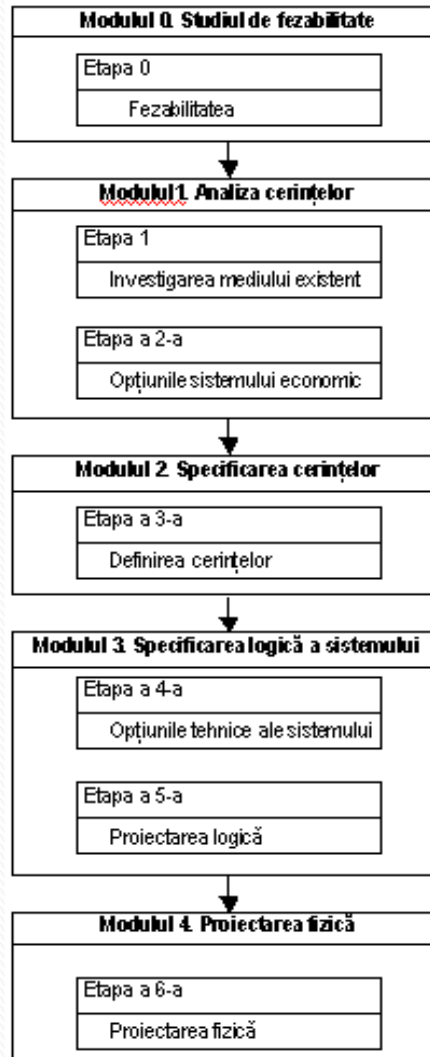 Modulul 0. Studiul de fezabilitate
Etapa 0
Fezabilitatea
Modulul 1. Analiza cerințelor
Etapa 1
Investigarea mediului existent
Etapa a 2-a
Opțiunile sistemului economic
Modulul 2. Specificarea cerințelor
Etapa a 3-a
Definirea cerințelor
Modulul 3. Specificarea logică a sistemului
Etapa a 4-a
Opțiunile tehnice ale sistemului
Etapa a 5-a
Proiectarea logică
Modulul 4. Proiectarea fizică
Etapa a 6-a
Proiectarea fizică